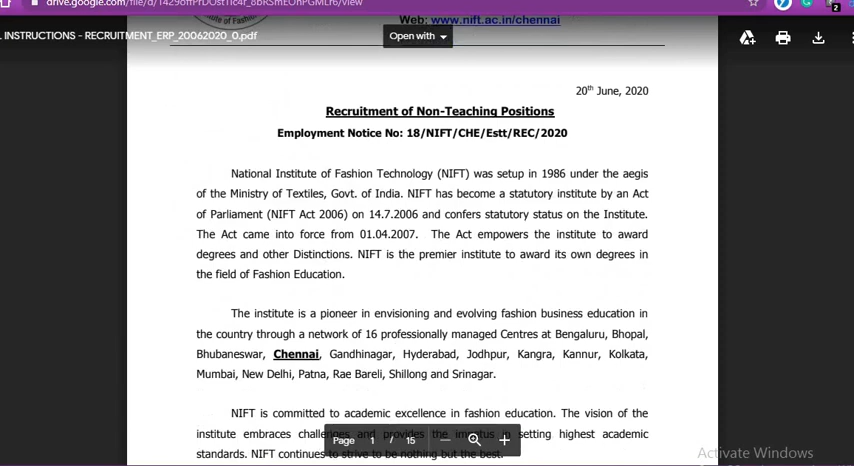 drive.google.com/file/d/
Web: www.nift.ac.in/chennai
INSTRUCTIONS - RECRUITMENT_ERP_20062020_0.pdf
Open with
20th June, 2020
Recruitment of Non-Teaching Positions
Employment Notice No: 18/NIFT/CHE/Estt/REC/2020
National Institute of Fashion Technology (NIFT) was setup in 1986 under the aegis
of the Ministry of Textiles, Govt. of India. NIFT has become a statutory institute by an Act
of Parliament (NIFT Act 2006) on 14.7.2006 and confers statutory status on the Institute.
The Act came into force from 01.04.2007. The Act empowers the institute to award
degrees and other Distinctions. NIFT is the premier institute to award its own degrees in
the field of Fashion Education.
The institute is a pioneer in envisioning and evolving fashion business education in
the country through a network of 16 professionally managed Centres at Bengaluru, Bhopal,
Bhubaneswar, Chennai, Gandhinagar, Hyderabad, Jodhpur, Kangra, Kannur, Kolkata,
Mumbai, New Delhi, Patna, Rae Bareli, Shillong and Srinagar.
NIFT is committed to academic excellence in fashion education. The vision of the
institute embraces challenges and provides the impetus in setting highest academic
standards. NIFT continues to strive to be nothing but the best.
Page 1 / 15
Activate Windows